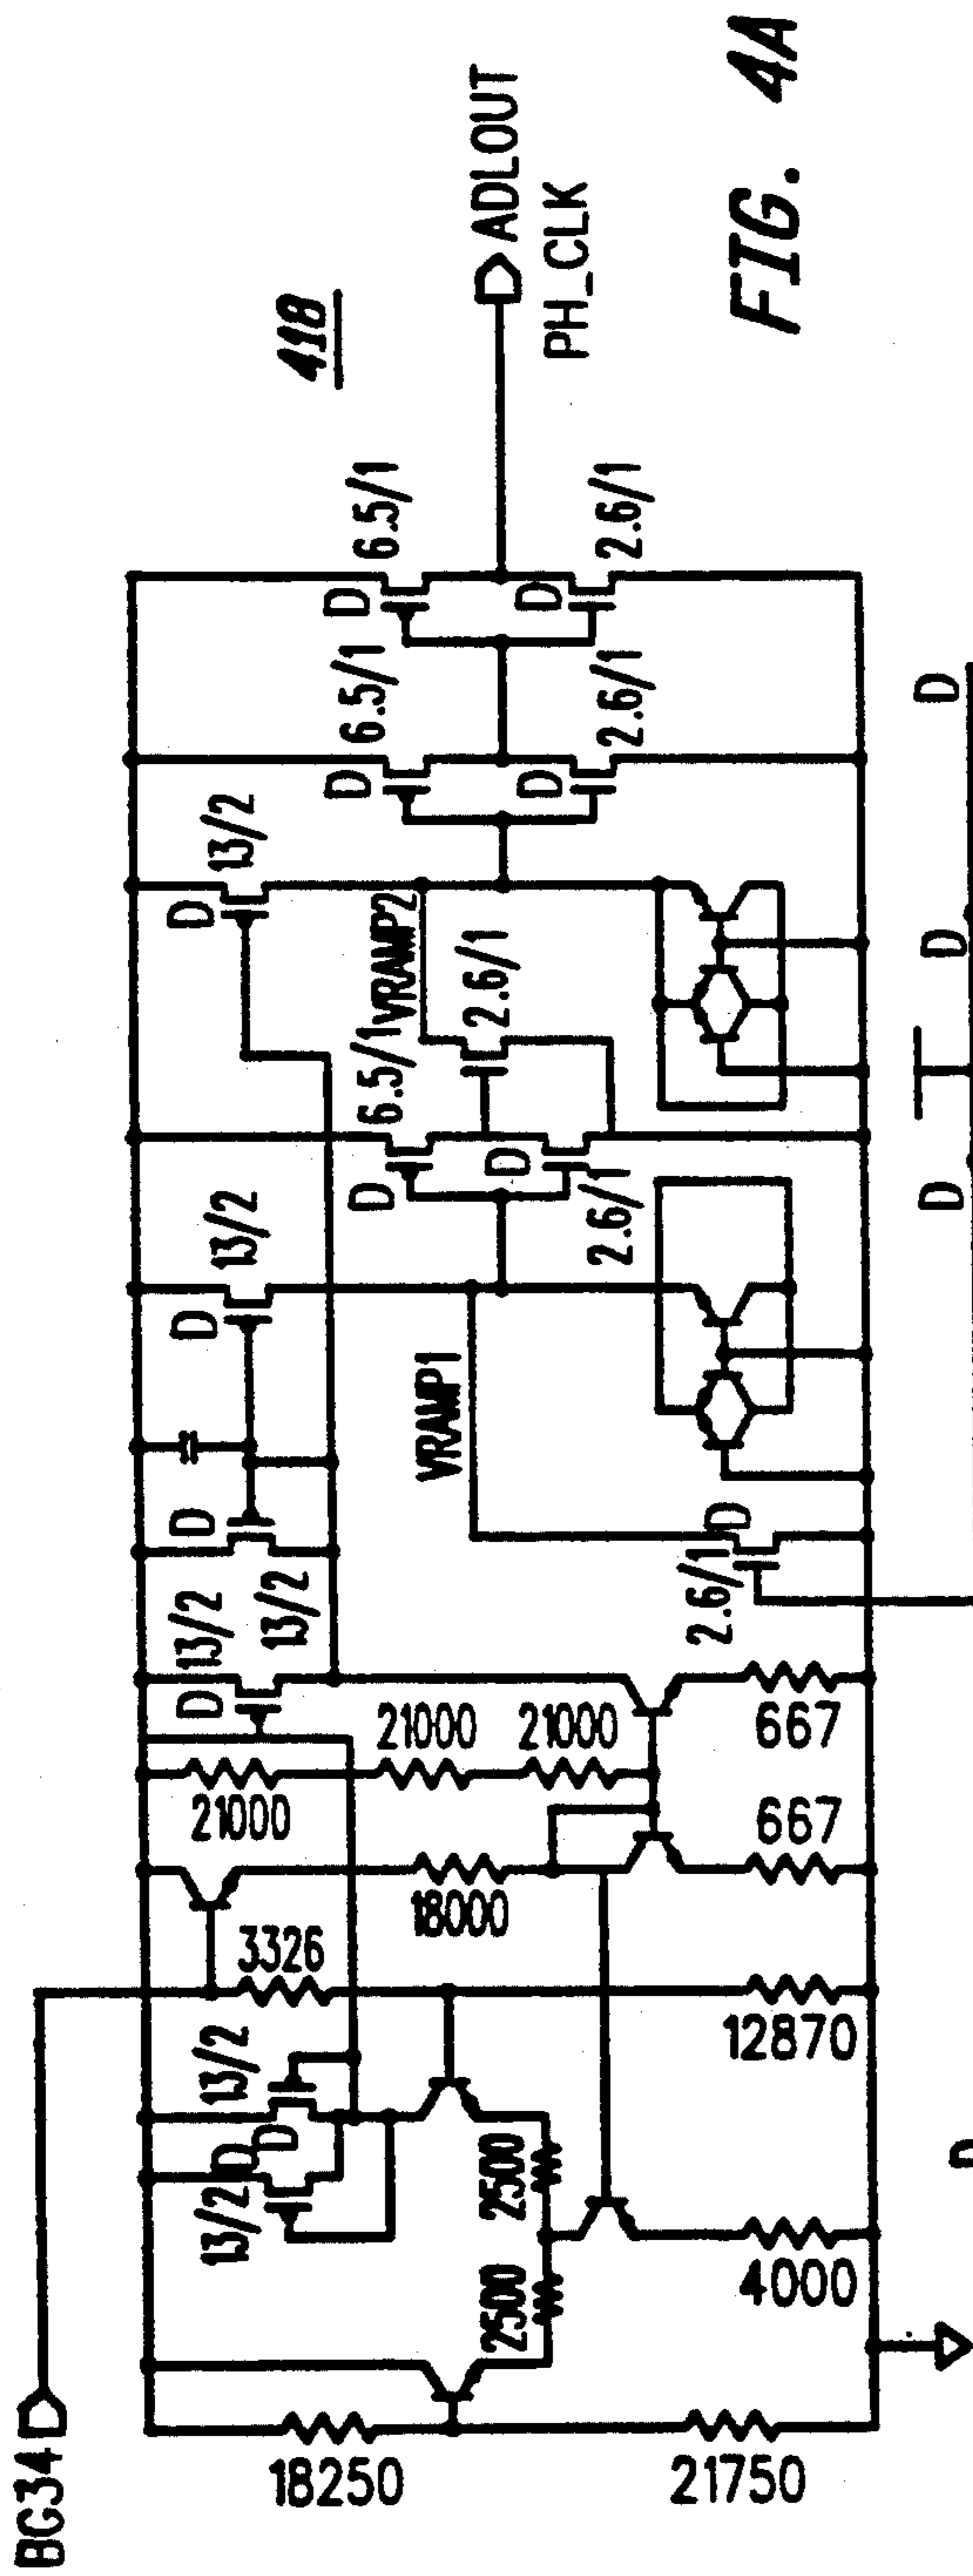 BG34
18250
21750
13/2
D
D
13/2
2500
2500
4000
3326
12870
18000
667
21000
21000
21000
667
D
13/2
13/2
D
2.6/1
D
VRAMP1
D
13/2
D
6.5/1
D
2.6/1
VRAMP2
2.6/1
D
13/2
D
6.5/1
D
2.6/1
D
6.5/1
D
2.6/1
418
ADLOUT
PH_CLK
D
D
D
D
FIG. 4A